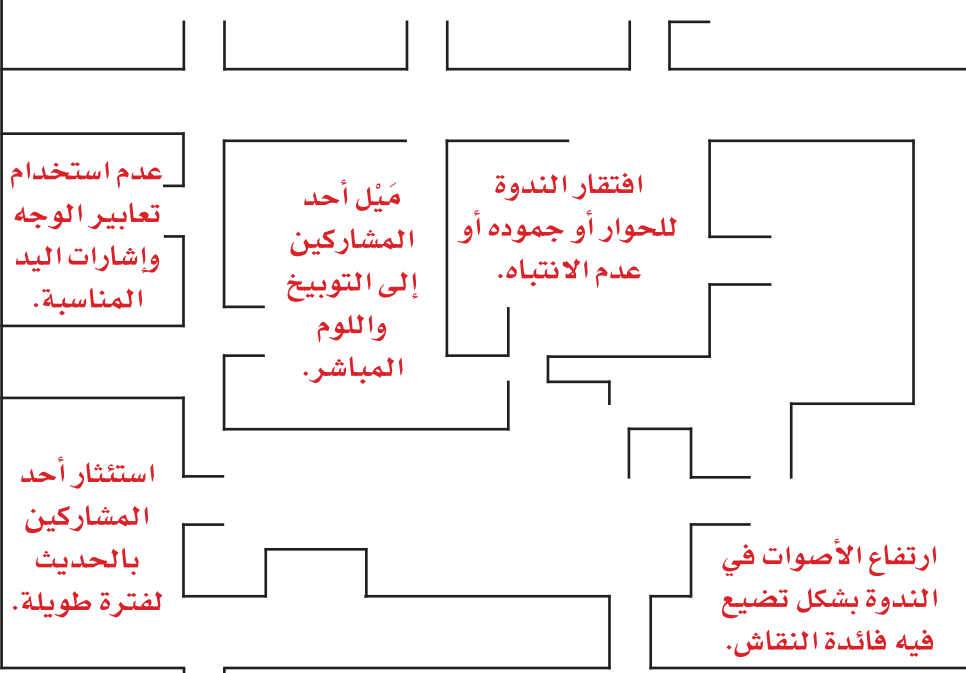 افتقار الندوة
للحوار أو جموده أو
عدم الانتباه.
مَيْل أحد
المشاركين
إلى التوبيخ
واللوم
المباشر.
عدم استخدام
تعابير الوجه
وإشارات اليد
المناسبة.
ارتفاع الأصوات في
الندوة بشكل تضيع
فيه فائدة النقاش.
استئثار أحد
المشاركين
بالحديث
لفترة طويلة.